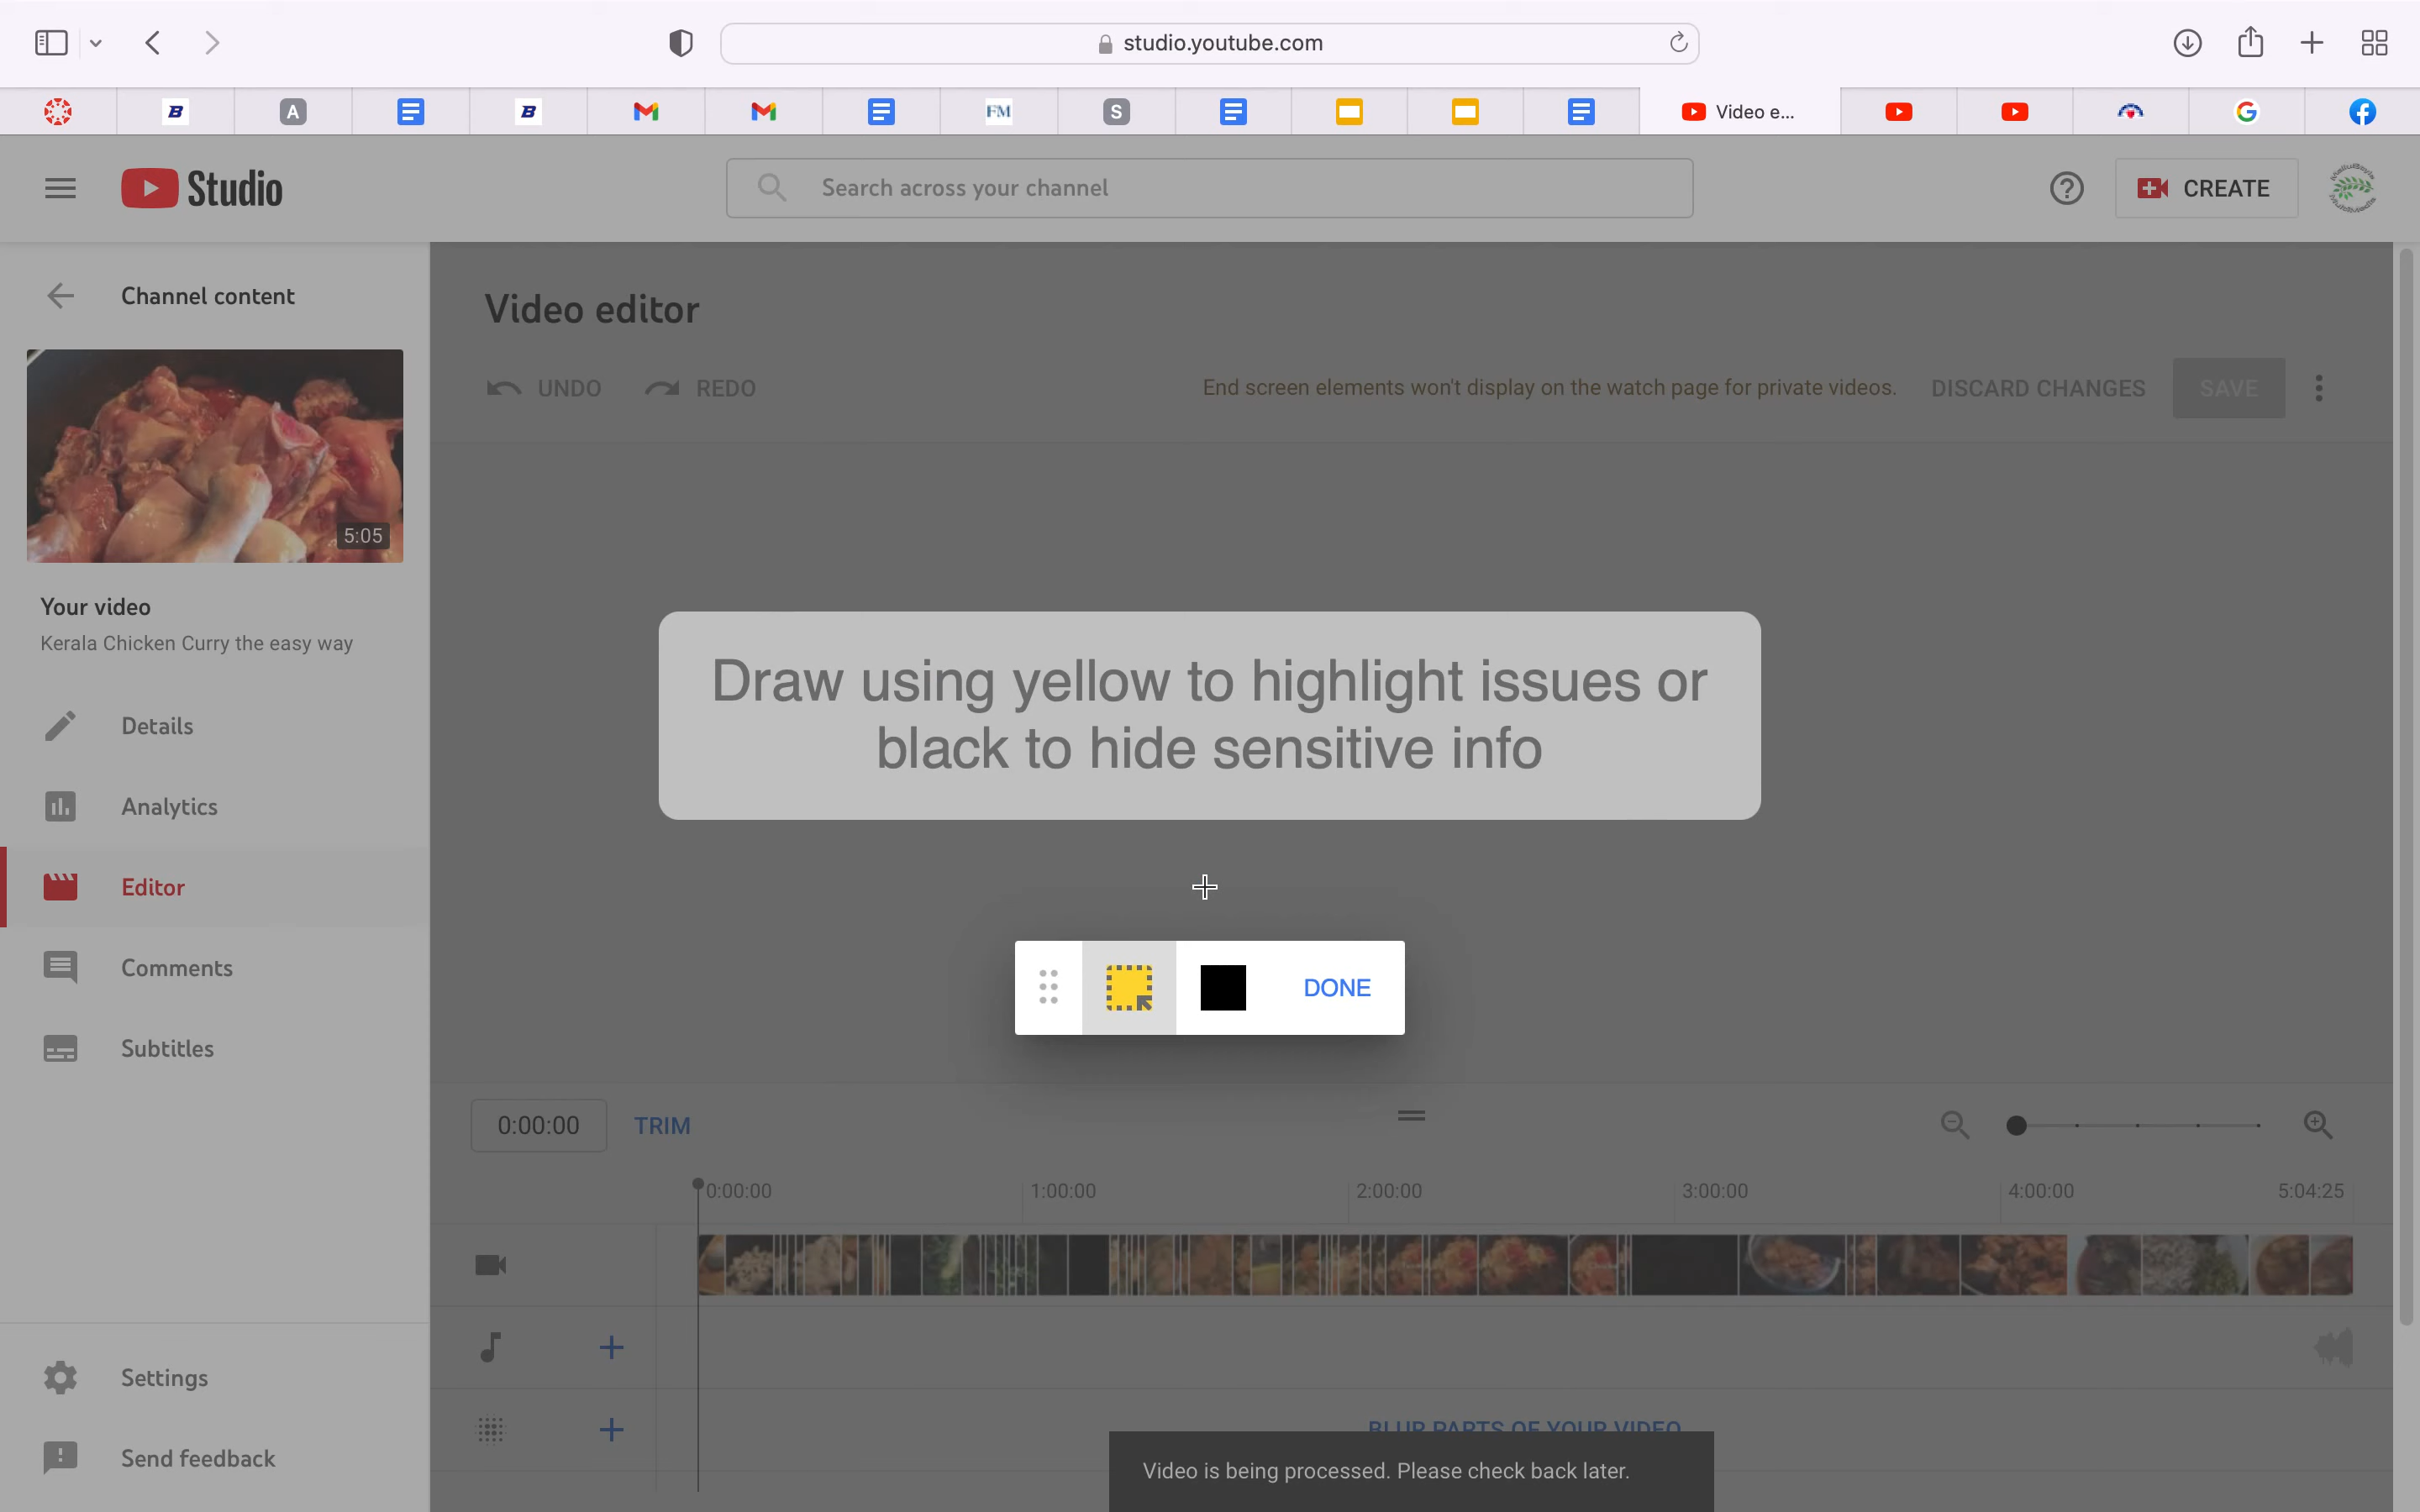 studio.youtube.com
A
FM
S
Video e...
Studio
Search across your channel
CREATE
Channel content
5:05
Your video
Kerala Chicken Curry the easy way
Details
Analytics
Editor
Comments
Subtitles
Settings
Send feedback
Video editor
UNDO
REDO
End screen elements won't display on the watch page for private videos.
DISCARD CHANGES
SAVE
Draw using yellow to highlight issues or
black to hide sensitive info
DONE
0:00:00
TRIM
0:00:00
1:00:00
2:00:00
3:00:00
4:00:00
5:04:25
BLUR PARTS OF YOUR VIDEO
Video is being processed. Please check back later.